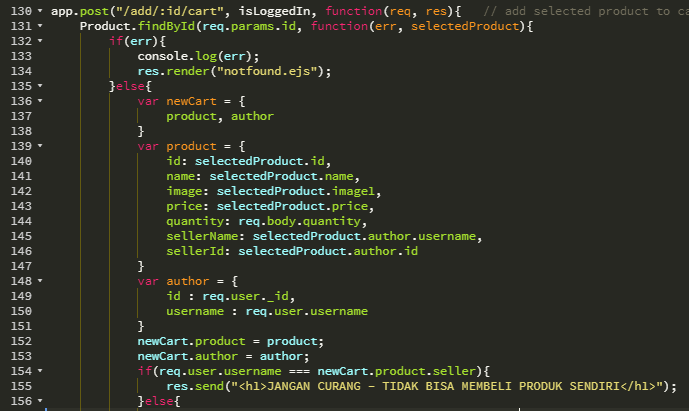 130 app.post("/add/:id/cart", isLoggedIn, function(req, res){   // add selected product to ca
131     Product.findById(req.params.id, function(err, selectedProduct){
132         if(err){
133             console.log(err);
134             res.render("notfound.ejs");
135         }else{
136             var newCart = {
137                 product, author
138             }
139             var product = {
140                 id: selectedProduct.id,
141                 name: selectedProduct.name,
142                 image: selectedProduct.image1,
143                 price: selectedProduct.price,
144                 quantity: req.body.quantity,
145                 sellerName: selectedProduct.author.username,
146                 sellerId: selectedProduct.author.id
147             }
148             var author = {
149                 id : req.user._id,
150                 username : req.user.username
151             }
152             newCart.product = product;
153             newCart.author = author;
154             if(req.user.username === newCart.product.seller){
155                 res.send("<h1>JANGAN CURANG - TIDAK BISA MEMBELI PRODUK SENDIRI</h1>");
156             }else{